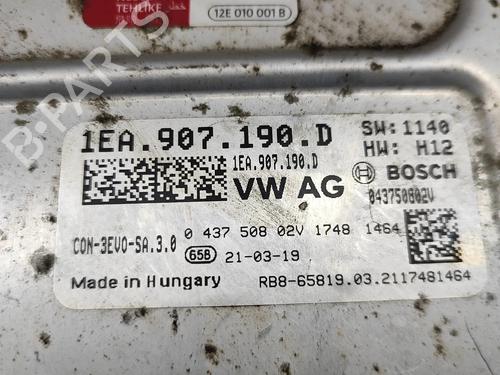 TEHLIKE
12E 010 001 B
1EA.907.190.D
SW:1140
1EA.907.190.D
HW: H12
VW AG
BOSCH
043750802V
CON-3EVO-SA.3.0
0 437 508 02V 1748 1464
65B
21-03-19
Made in Hungary
RB8-65819.03.2117481464
B-PARTS